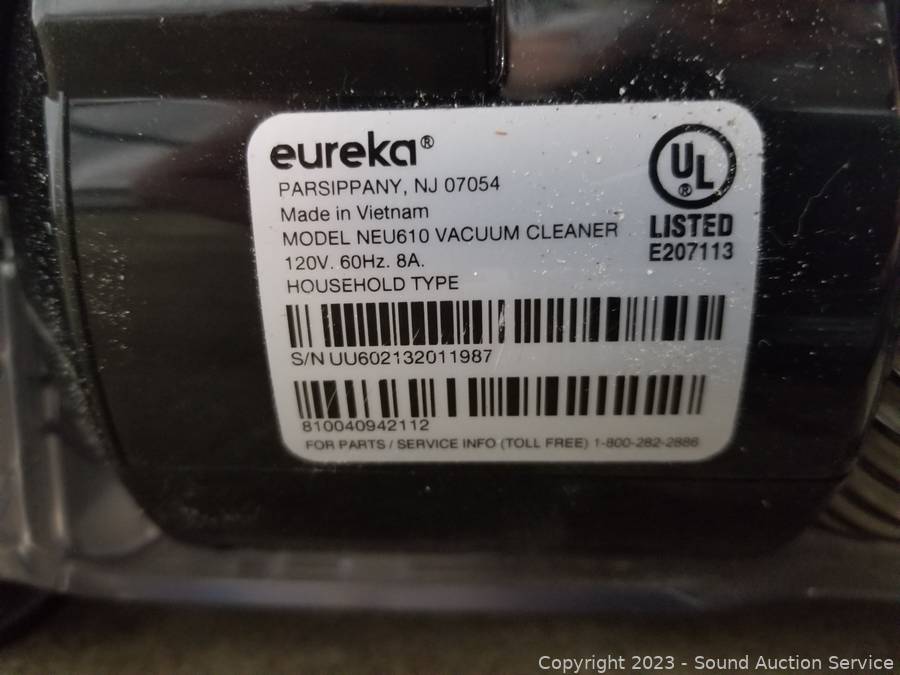 eureka®
PARSIPPANY, NJ 07054
Made in Vietnam
MODEL NEU610 VACUUM CLEANER
120V. 60Hz. 8A.
HOUSEHOLD TYPE
UL
®
LISTED
E207113
S/N UU602132011987
810040942112
FOR PARTS / SERVICE INFO (TOLL FREE) 1-800-282-2886
Copyright 2023 - Sound Auction Service